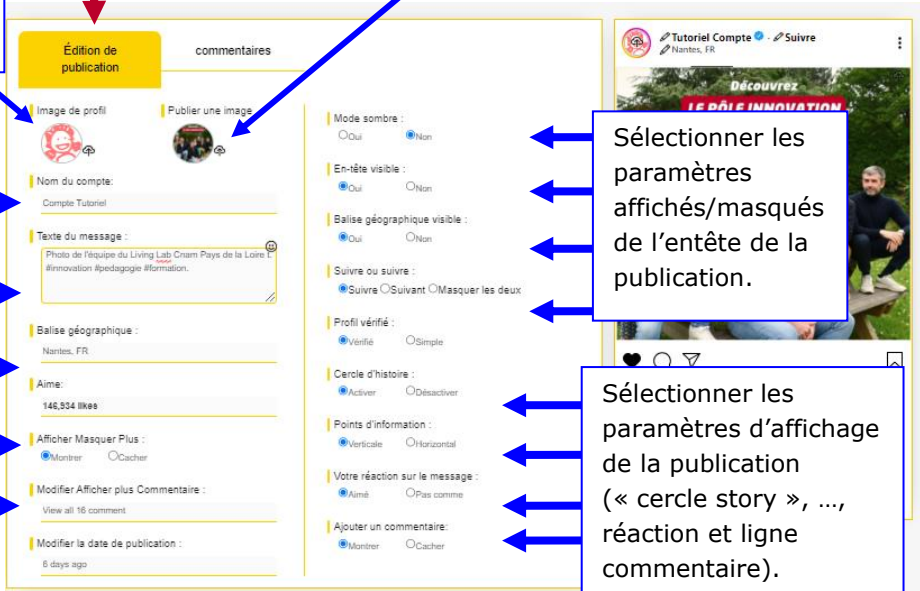 Édition de
publication
commentaires
Image de profil
Publier une image
Nom du compte:
Compte Tutoriel
Texte du message :
Photo de l'équipe du Living Lab Cnam Pays de la Loire !.
#innovation #pedagogie #formation.
Balise géographique :
Nantes, FR
Aime:
146,934 likes
Afficher Masquer Plus :
Montrer Cacher
Modifier Afficher plus Commentaire :
View all 16 comment
Modifier la date de publication :
6 days ago
Mode sombre :
Oui Non
En-tête visible :
Oui Non
Balise géographique visible :
Oui Non
Suivre ou suivre :
Suivre Suivant Masquer les deux
Profil vérifié :
Vérifié Simple
Cercle d'histoire :
Activer Désactiver
Points d'information :
Verticale Horizontal
Votre réaction sur le message :
Aimé Pas comme
Ajouter un commentaire:
Montrer Cacher
Tutoriel Compte - Suivre
Nantes, FR
Découvrez
LE PÔLE INNOVATION
Sélectionner les
paramètres
affichés/masqués
de l’entête de la
publication.
Sélectionner les
paramètres d’affichage
de la publication
(« cercle story », …,
réaction et ligne
commentaire).